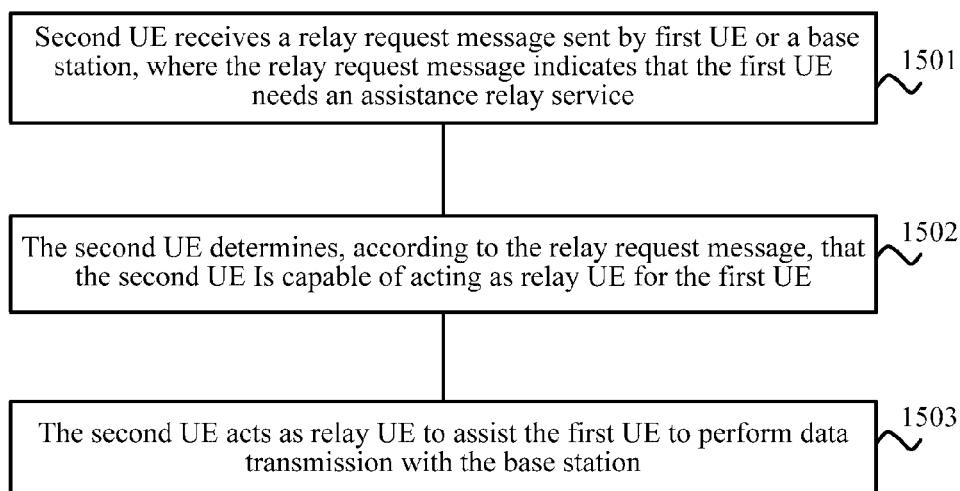 Second UE receives a relay request message sent by first UE or a base
station, where the relay request message indicates that the first UE
needs an assistance relay service
1501
The second UE determines, according to the relay request message, that
the second UE Is capable of acting as relay UE for the first UE
1502
The second UE acts as relay UE to assist the first UE to perform data
transmission with the base station
1503